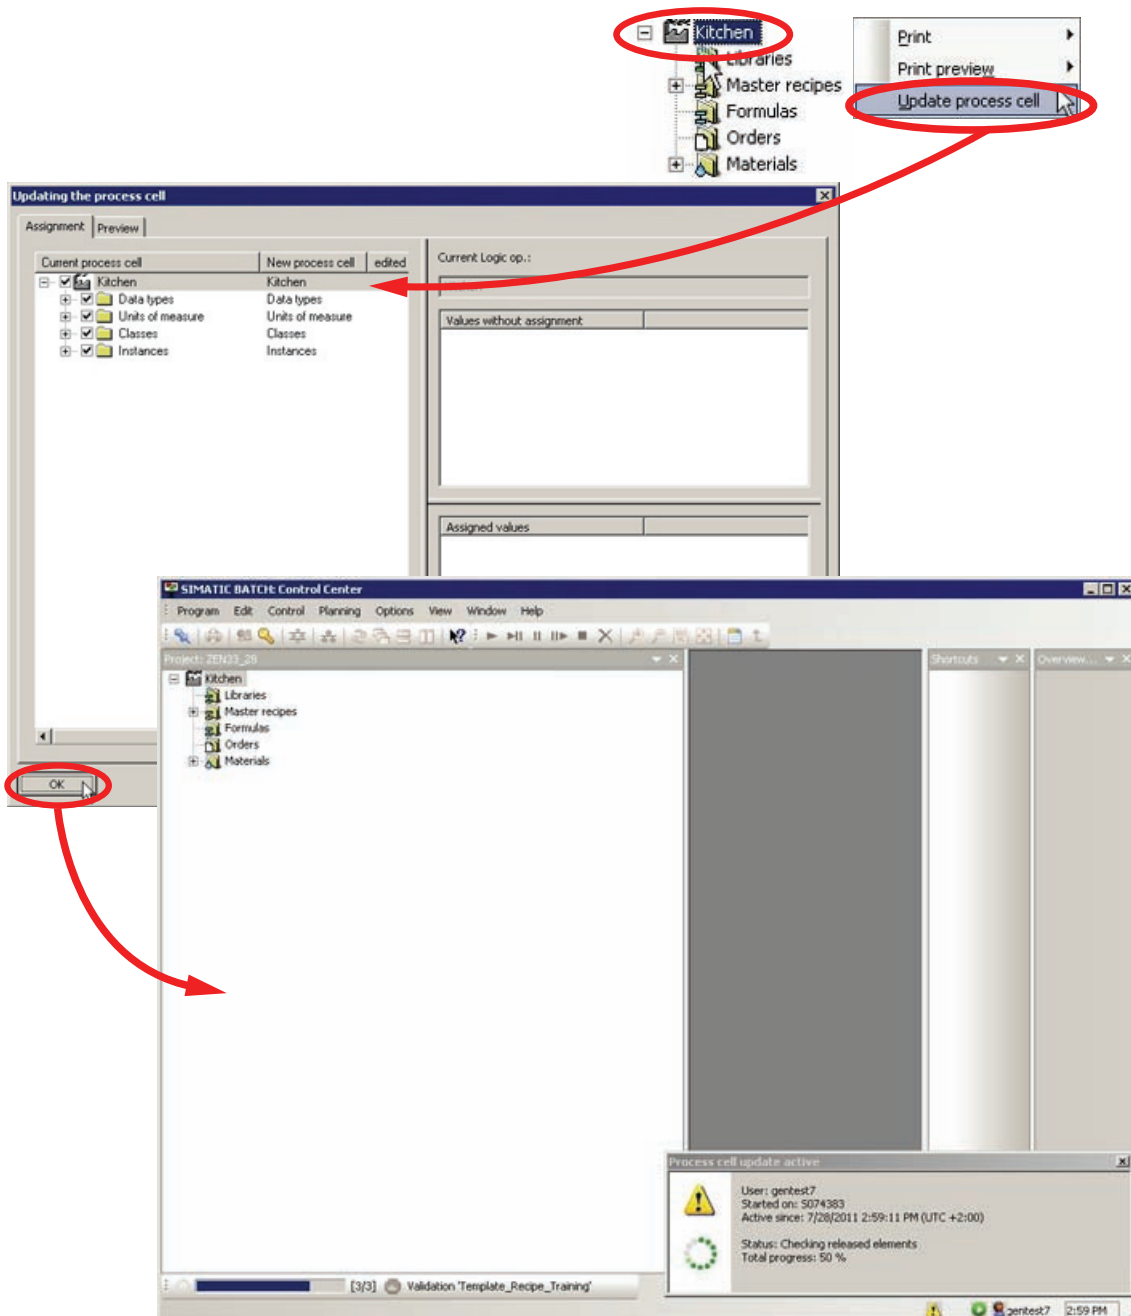 Kitchen
Libraries
Master recipes
Formulas
Orders
Materials
Print
Print preview
Update process cell
Updating the process cell
Assignment
Preview
Current process cell New process cell edited
Kitchen Kitchen
Data types Data types
Units of measure Units of measure
Classes Classes
Instances Instances
Current Logic op.:
Values without assignment
Assigned values
OK
SIMATIC BATCH: Control Center
Program Edit Control Planning Options View Window Help
Project: ZEN33_28
Shortcuts
Overview...
Kitchen
Libraries
Master recipes
Formulas
Orders
Materials
Process cell update active
User: gentest7
Started on: S074383
Active since: 7/28/2011 2:59:11 PM (UTC +2:00)
Status: Checking released elements
Total progress: 50 %
[3/3] Validation 'Template_Recipe_Training'
gentest7 2:59 PM